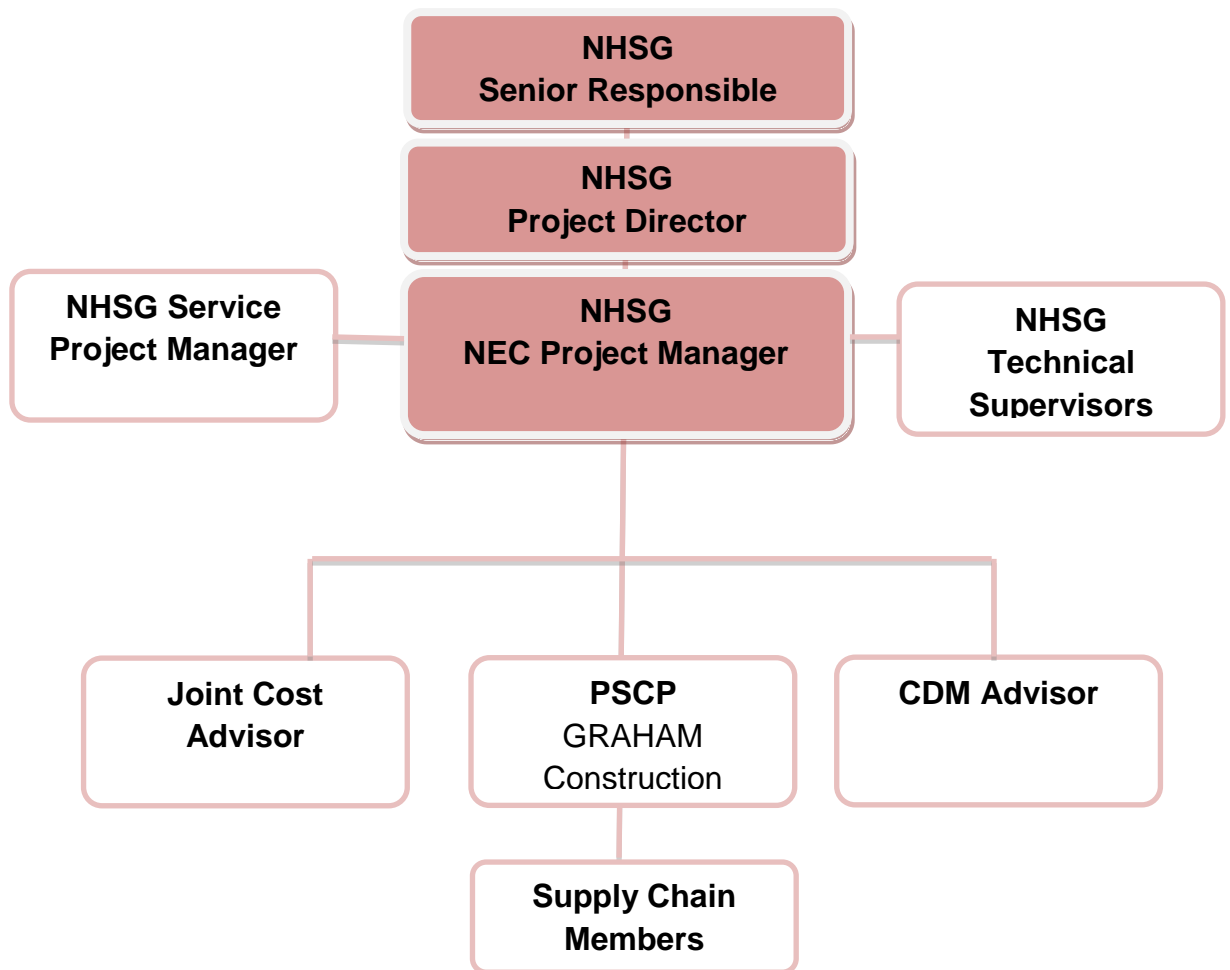 NHSG
Senior Responsible
NHSG
Project Director
NHSG Service
Project Manager
NHSG
NEC Project Manager
NHSG
Technical
Supervisors
Joint Cost
Advisor
PSCP
GRAHAM
Construction
CDM Advisor
Supply Chain
Members